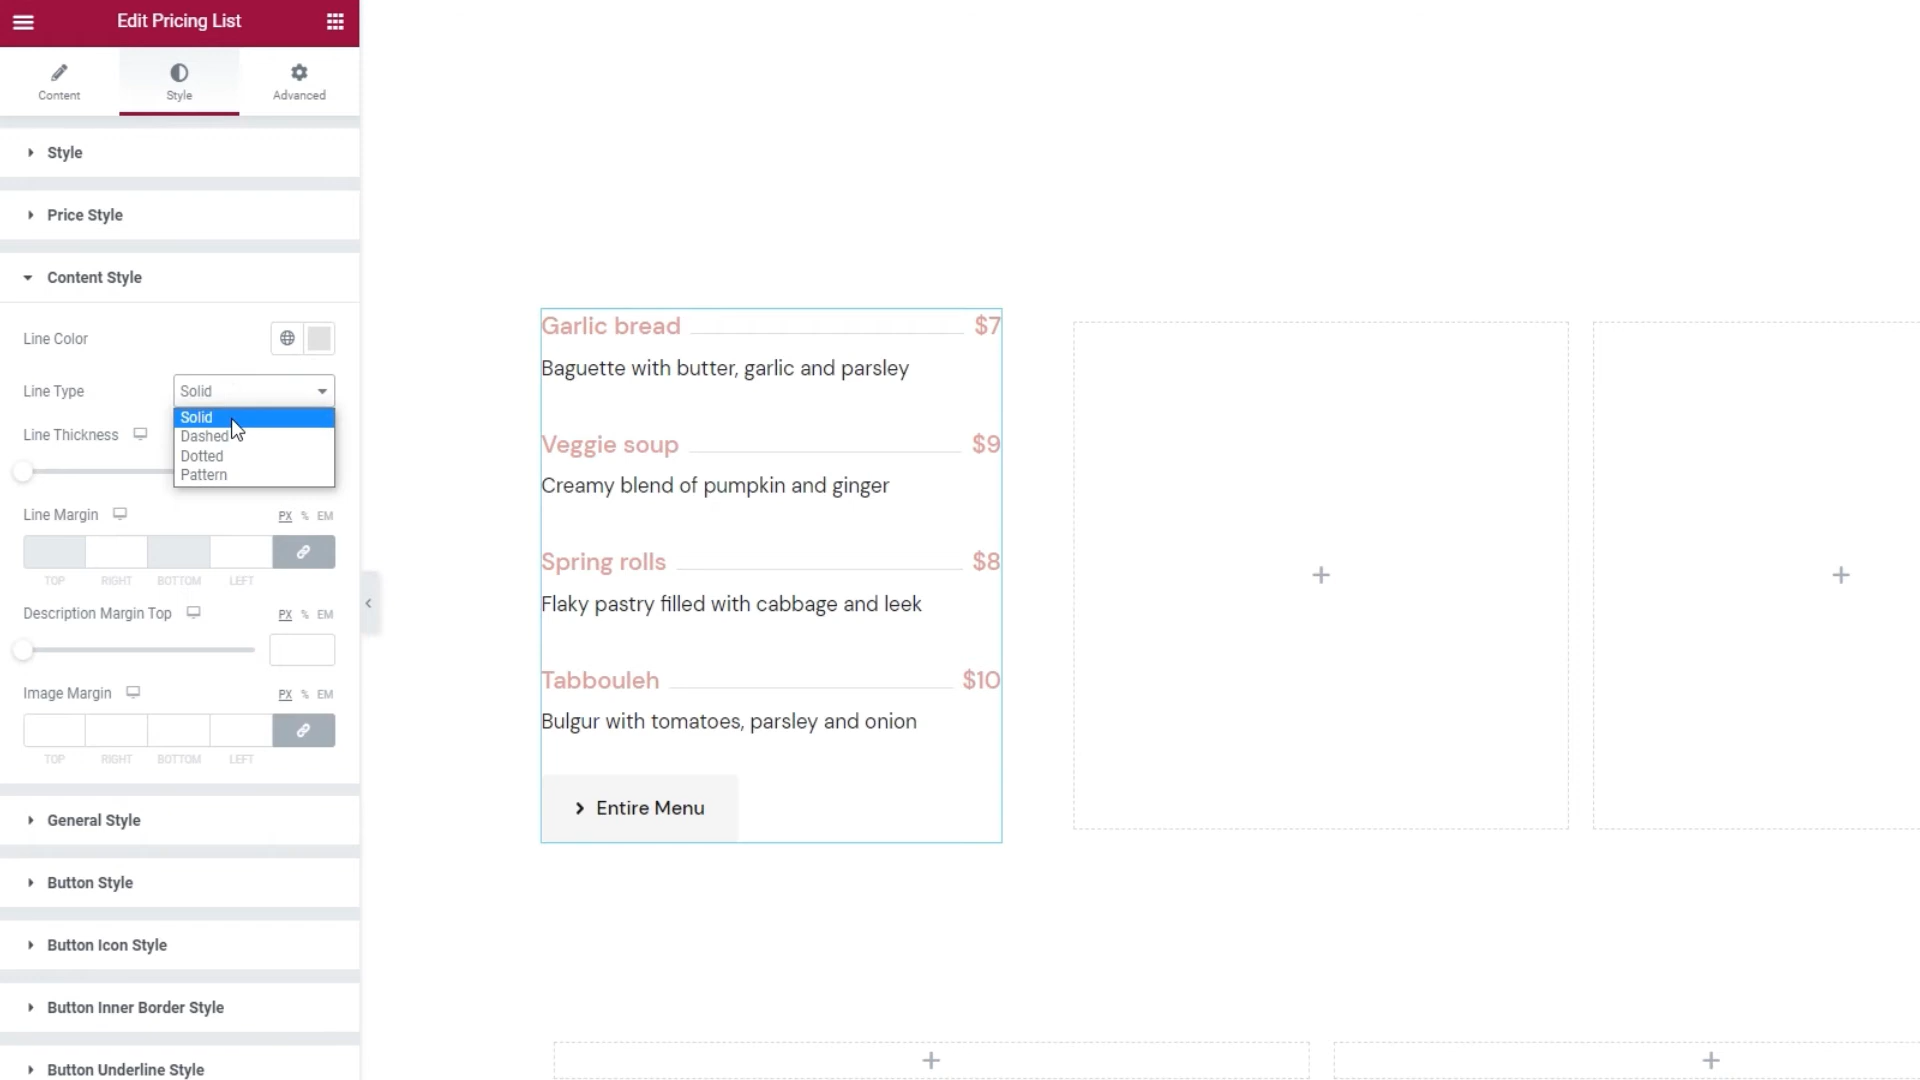 Edit Pricing List
Content
Style
Advanced
Style
Price Style
Content Style
Line Color
Line Type
Solid
Solid
Dashed
Dotted
Pattern
Line Thickness
Line Margin
PX % EM
TOP RIGHT BOTTOM LEFT
Description Margin Top
PX % EM
Image Margin
PX % EM
TOP RIGHT BOTTOM LEFT
General Style
Button Style
Button Icon Style
Button Inner Border Style
Button Underline Style
Garlic bread $7
Baguette with butter, garlic and parsley
Veggie soup $9
Creamy blend of pumpkin and ginger
Spring rolls $8
Flaky pastry filled with cabbage and leek
Tabbouleh $10
Bulgur with tomatoes, parsley and onion
Entire Menu